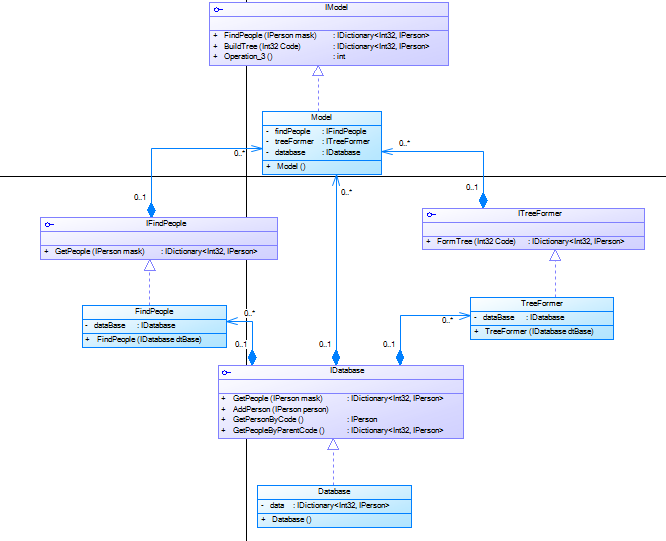 IModel
+ FindPeople (IPerson mask) : IDictionary<Int32, IPerson>
+ BuildTree (Int32 Code) : IDictionary<Int32, IPerson>
+ Operation_3 () : int
Model
- findPeople : IFindPeople
- treeFormer : ITreeFormer
- database : IDatabase
+ Model ()
0..*
0..*
0..1
0..*
0..1
IFindPeople
+ GetPeople (IPerson mask) : IDictionary<Int32, IPerson>
ITreeFormer
+ FormTree (Int32 Code) : IDictionary<Int32, IPerson>
FindPeople
- dataBase : IDatabase
+ FindPeople (IDatabase dtBase)
TreeFormer
- dataBase : IDatabase
+ TreeFormer (IDatabase dtBase)
0..*
0..*
0..1
0..1
0..1
IDatabase
+ GetPeople (IPerson mask) : IDictionary<Int32, IPerson>
+ AddPerson (IPerson person)
+ GetPersonByCode () : IPerson
+ GetPeopleByParentCode () : IDictionary<Int32, IPerson>
Database
- data : IDictionary<Int32, IPerson>
+ Database ()